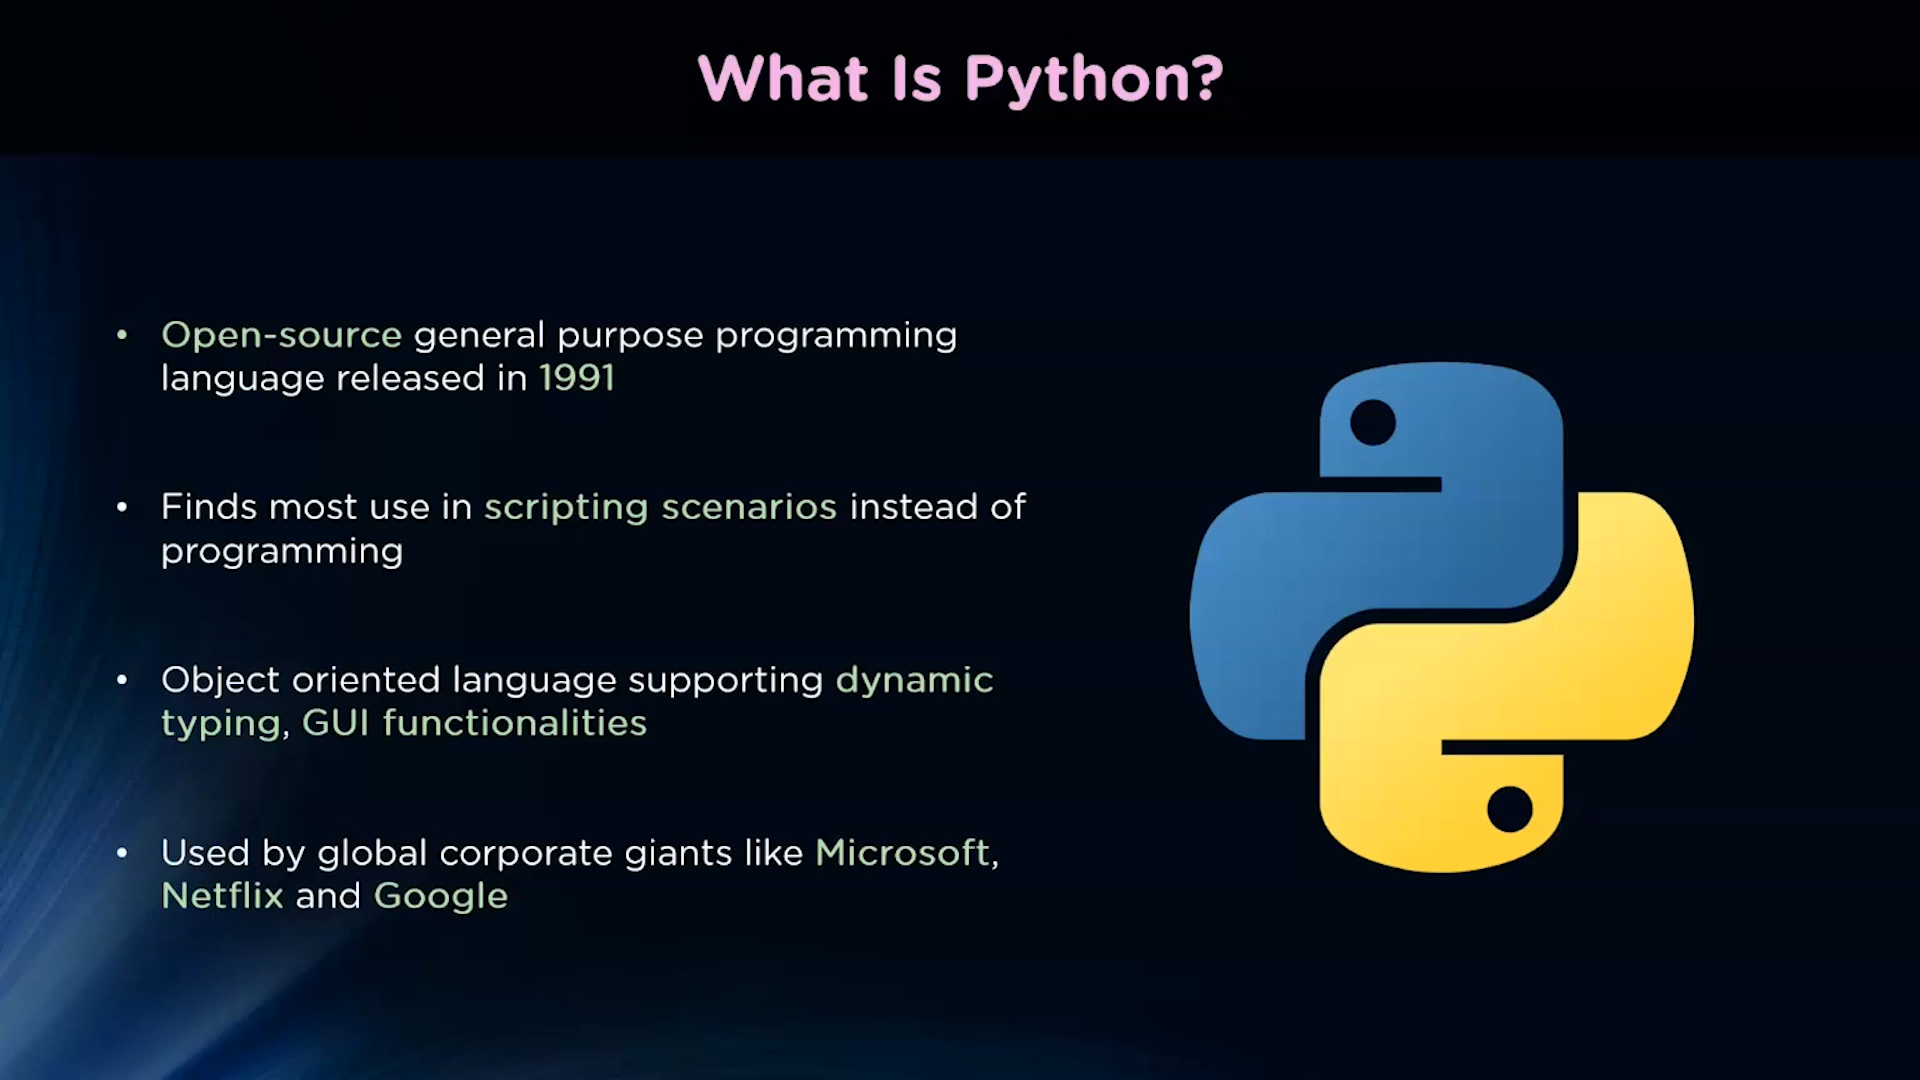 What Is Python?
• Open-source general purpose programming
language released in 1991
• Finds most use in scripting scenarios instead of
programming
• Object oriented language supporting dynamic
typing, GUI functionalities
• Used by global corporate giants like Microsoft,
Netflix and Google